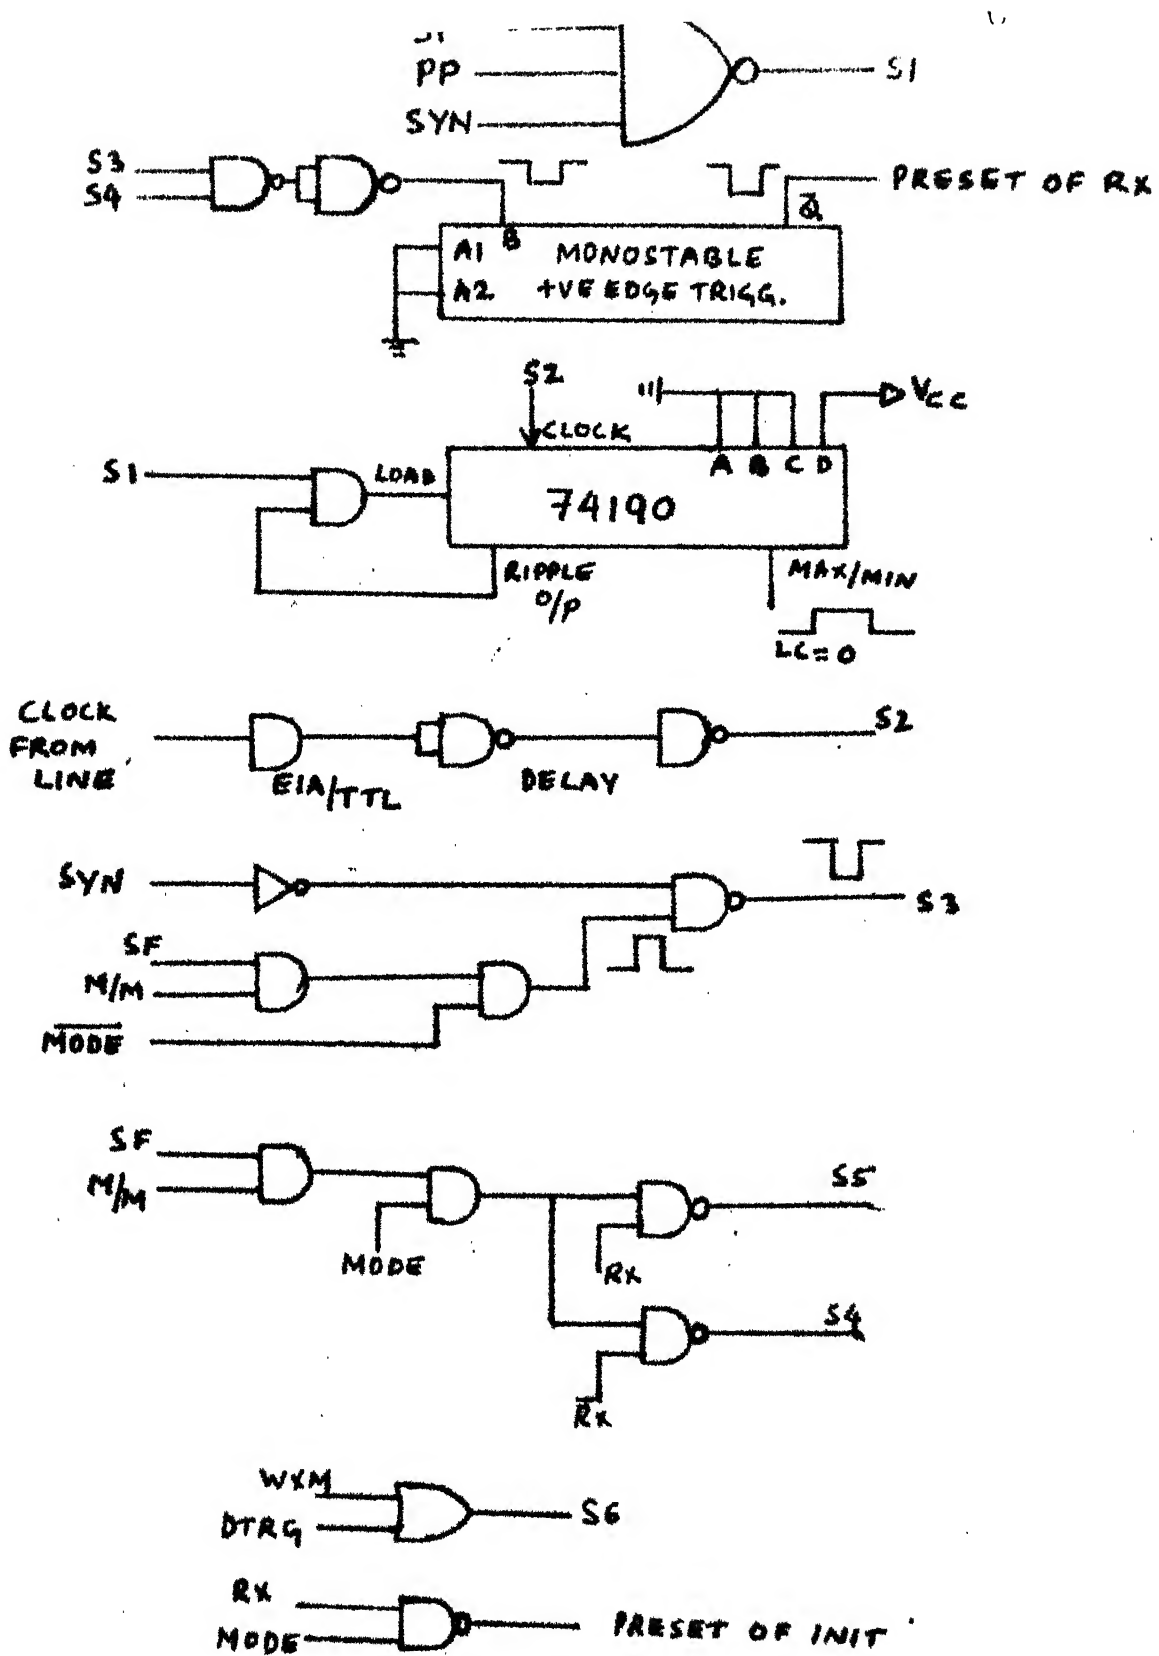 PP
S1
SYN
S3
S4
PRESET OF RX
Q̅
A1
B
MONOSTABLE
A2
+VE EDGE TRIGG.
S2
VCC
CLOCK
S1
LOAD
A B C D
74190
RIPPLE
O/P
MAX/MIN
LC=0
CLOCK
FROM
LINE
EIA/TTL
DELAY
S2
SYN
S3
SF
M/M
M̅O̅D̅E̅
SF
M/M
MODE
RX
S5
S4
R̅X
WXM
DTRG
S6
RX
MODE
PRESET OF INIT